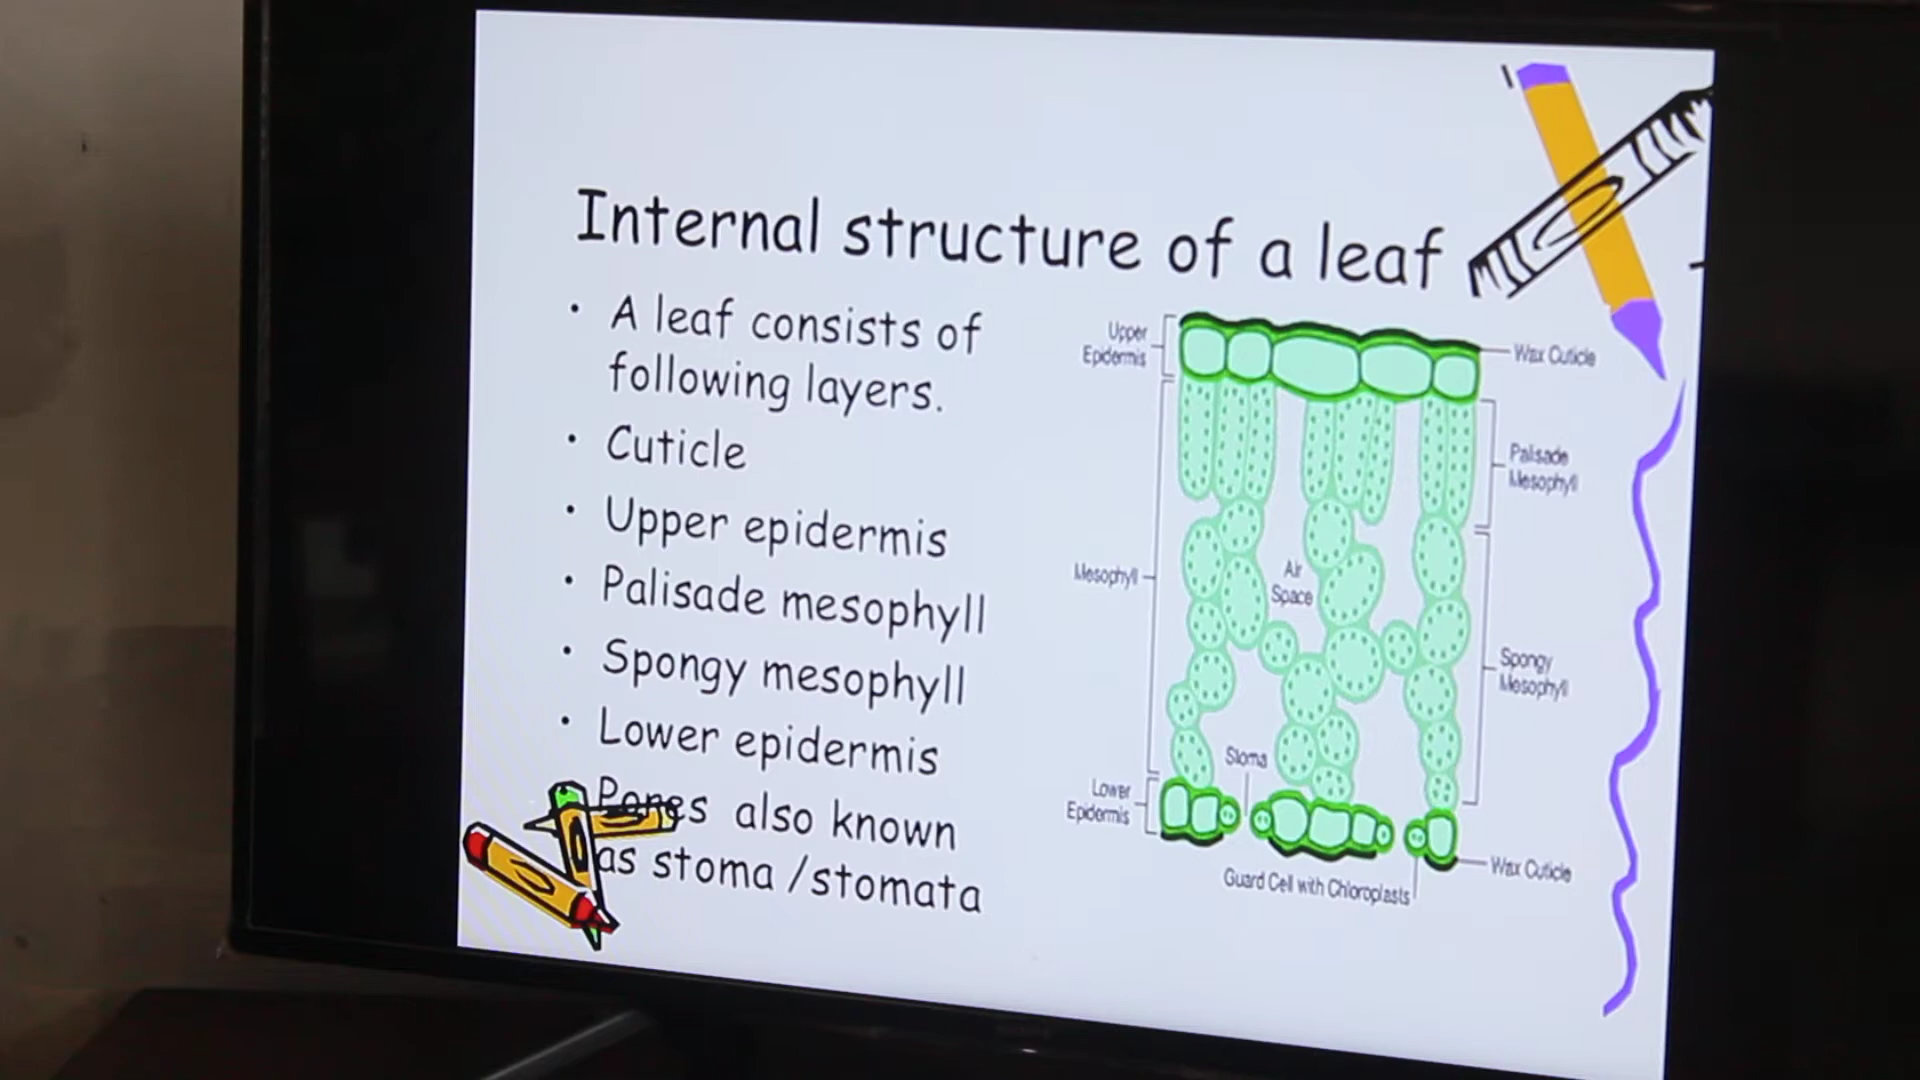 Internal structure of a leaf
A leaf consists of
following layers.
Cuticle
Upper epidermis
Palisade mesophyll
Spongy mesophyll
Lower epidermis
Pores also known
as stoma /stomata
Upper
Epidermis
Wax Cuticle
Palisade
Mesophyll
Mesophyll
Air
Space
Spongy
Mesophyll
Stoma
Lower
Epidermis
Wax Cuticle
Guard Cell with Chloroplasts